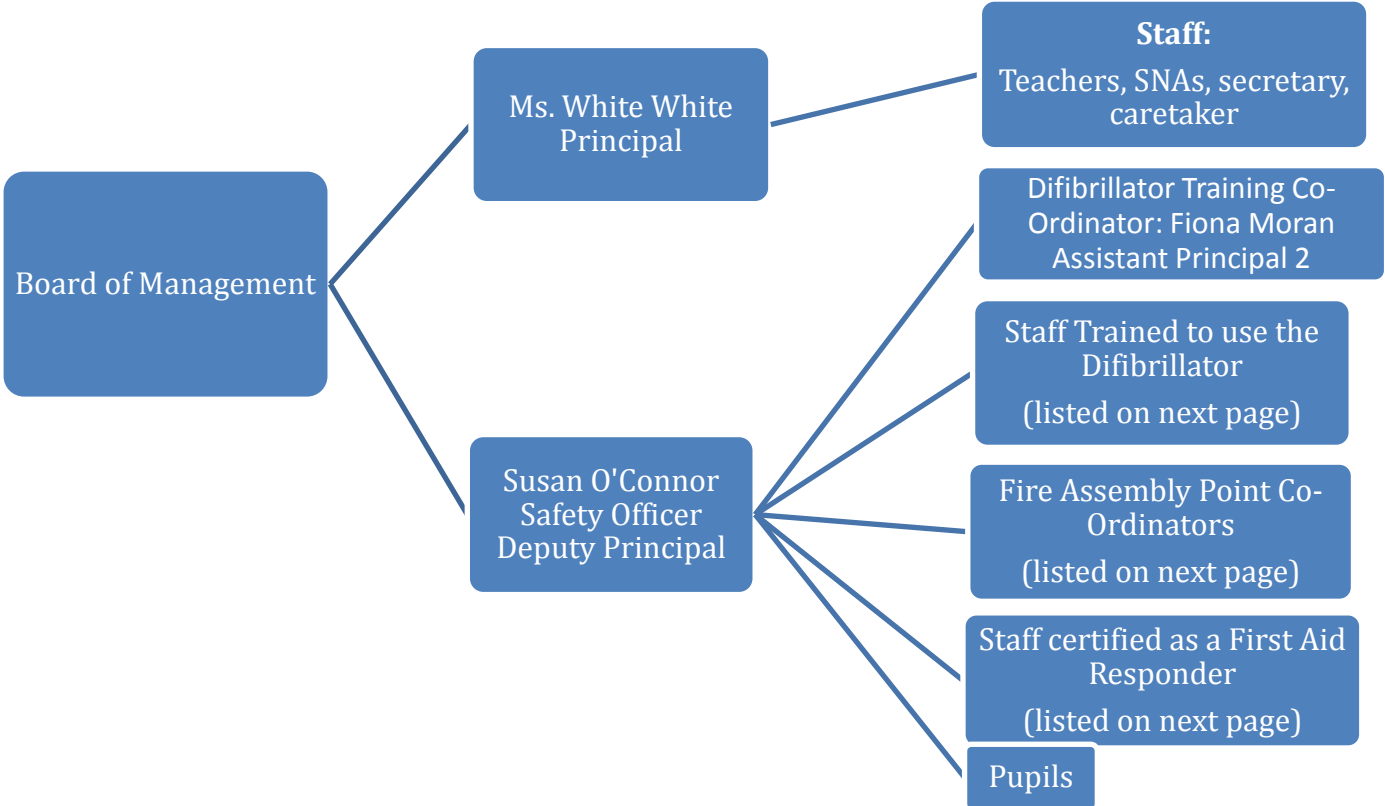 Board of Management
Ms. White White
Principal
Susan O'Connor
Safety Officer
Deputy Principal
Staff:
Teachers, SNAs, secretary,
caretaker
Difibrillator Training Co-
Ordinator: Fiona Moran
Assistant Principal 2
Staff Trained to use the
Difibrillator
(listed on next page)
Fire Assembly Point Co-
Ordinators
(listed on next page)
Staff certified as a First Aid
Responder
(listed on next page)
Pupils